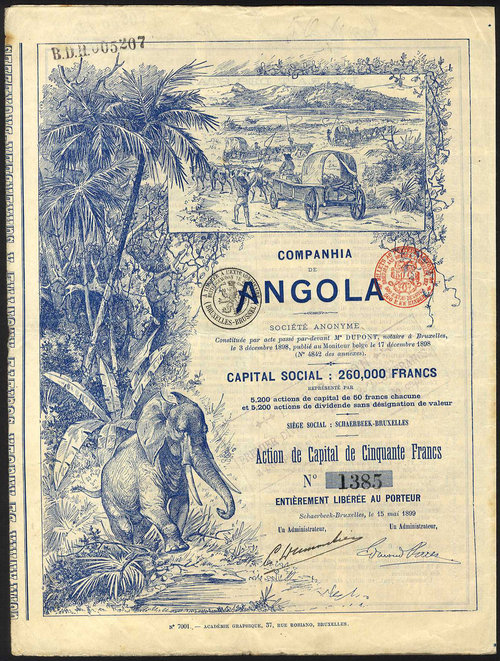 B.D.R.005207
COMPANHIA
DE
ANGOLA
SOCIÉTÉ ANONYME
Constituée par acte passé par-devant Mᵉ DUPONT, notaire à Bruxelles,
le 3 décembre 1898, publié au Moniteur belge le 17 décembre 1898
(Nº 4842 des annexes).
CAPITAL SOCIAL : 260,000 FRANCS
REPRÉSENTÉ PAR
5,200 actions de capital de 50 francs chacune
et 5,200 actions de dividende sans désignation de valeur
SIÉGE SOCIAL : SCHAERBEEK-BRUXELLES
Action de Capital de Cinquante Francs
Nº 1385
ENTIÈREMENT LIBÉRÉE AU PORTEUR
Schaerbeek-Bruxelles, le 15 mai 1899
Un Administrateur, Un Administrateur,
Nº 7001. — ACADÉMIE GRAPHIQUE, 37, RUE ROSIANO, BRUXELLES.